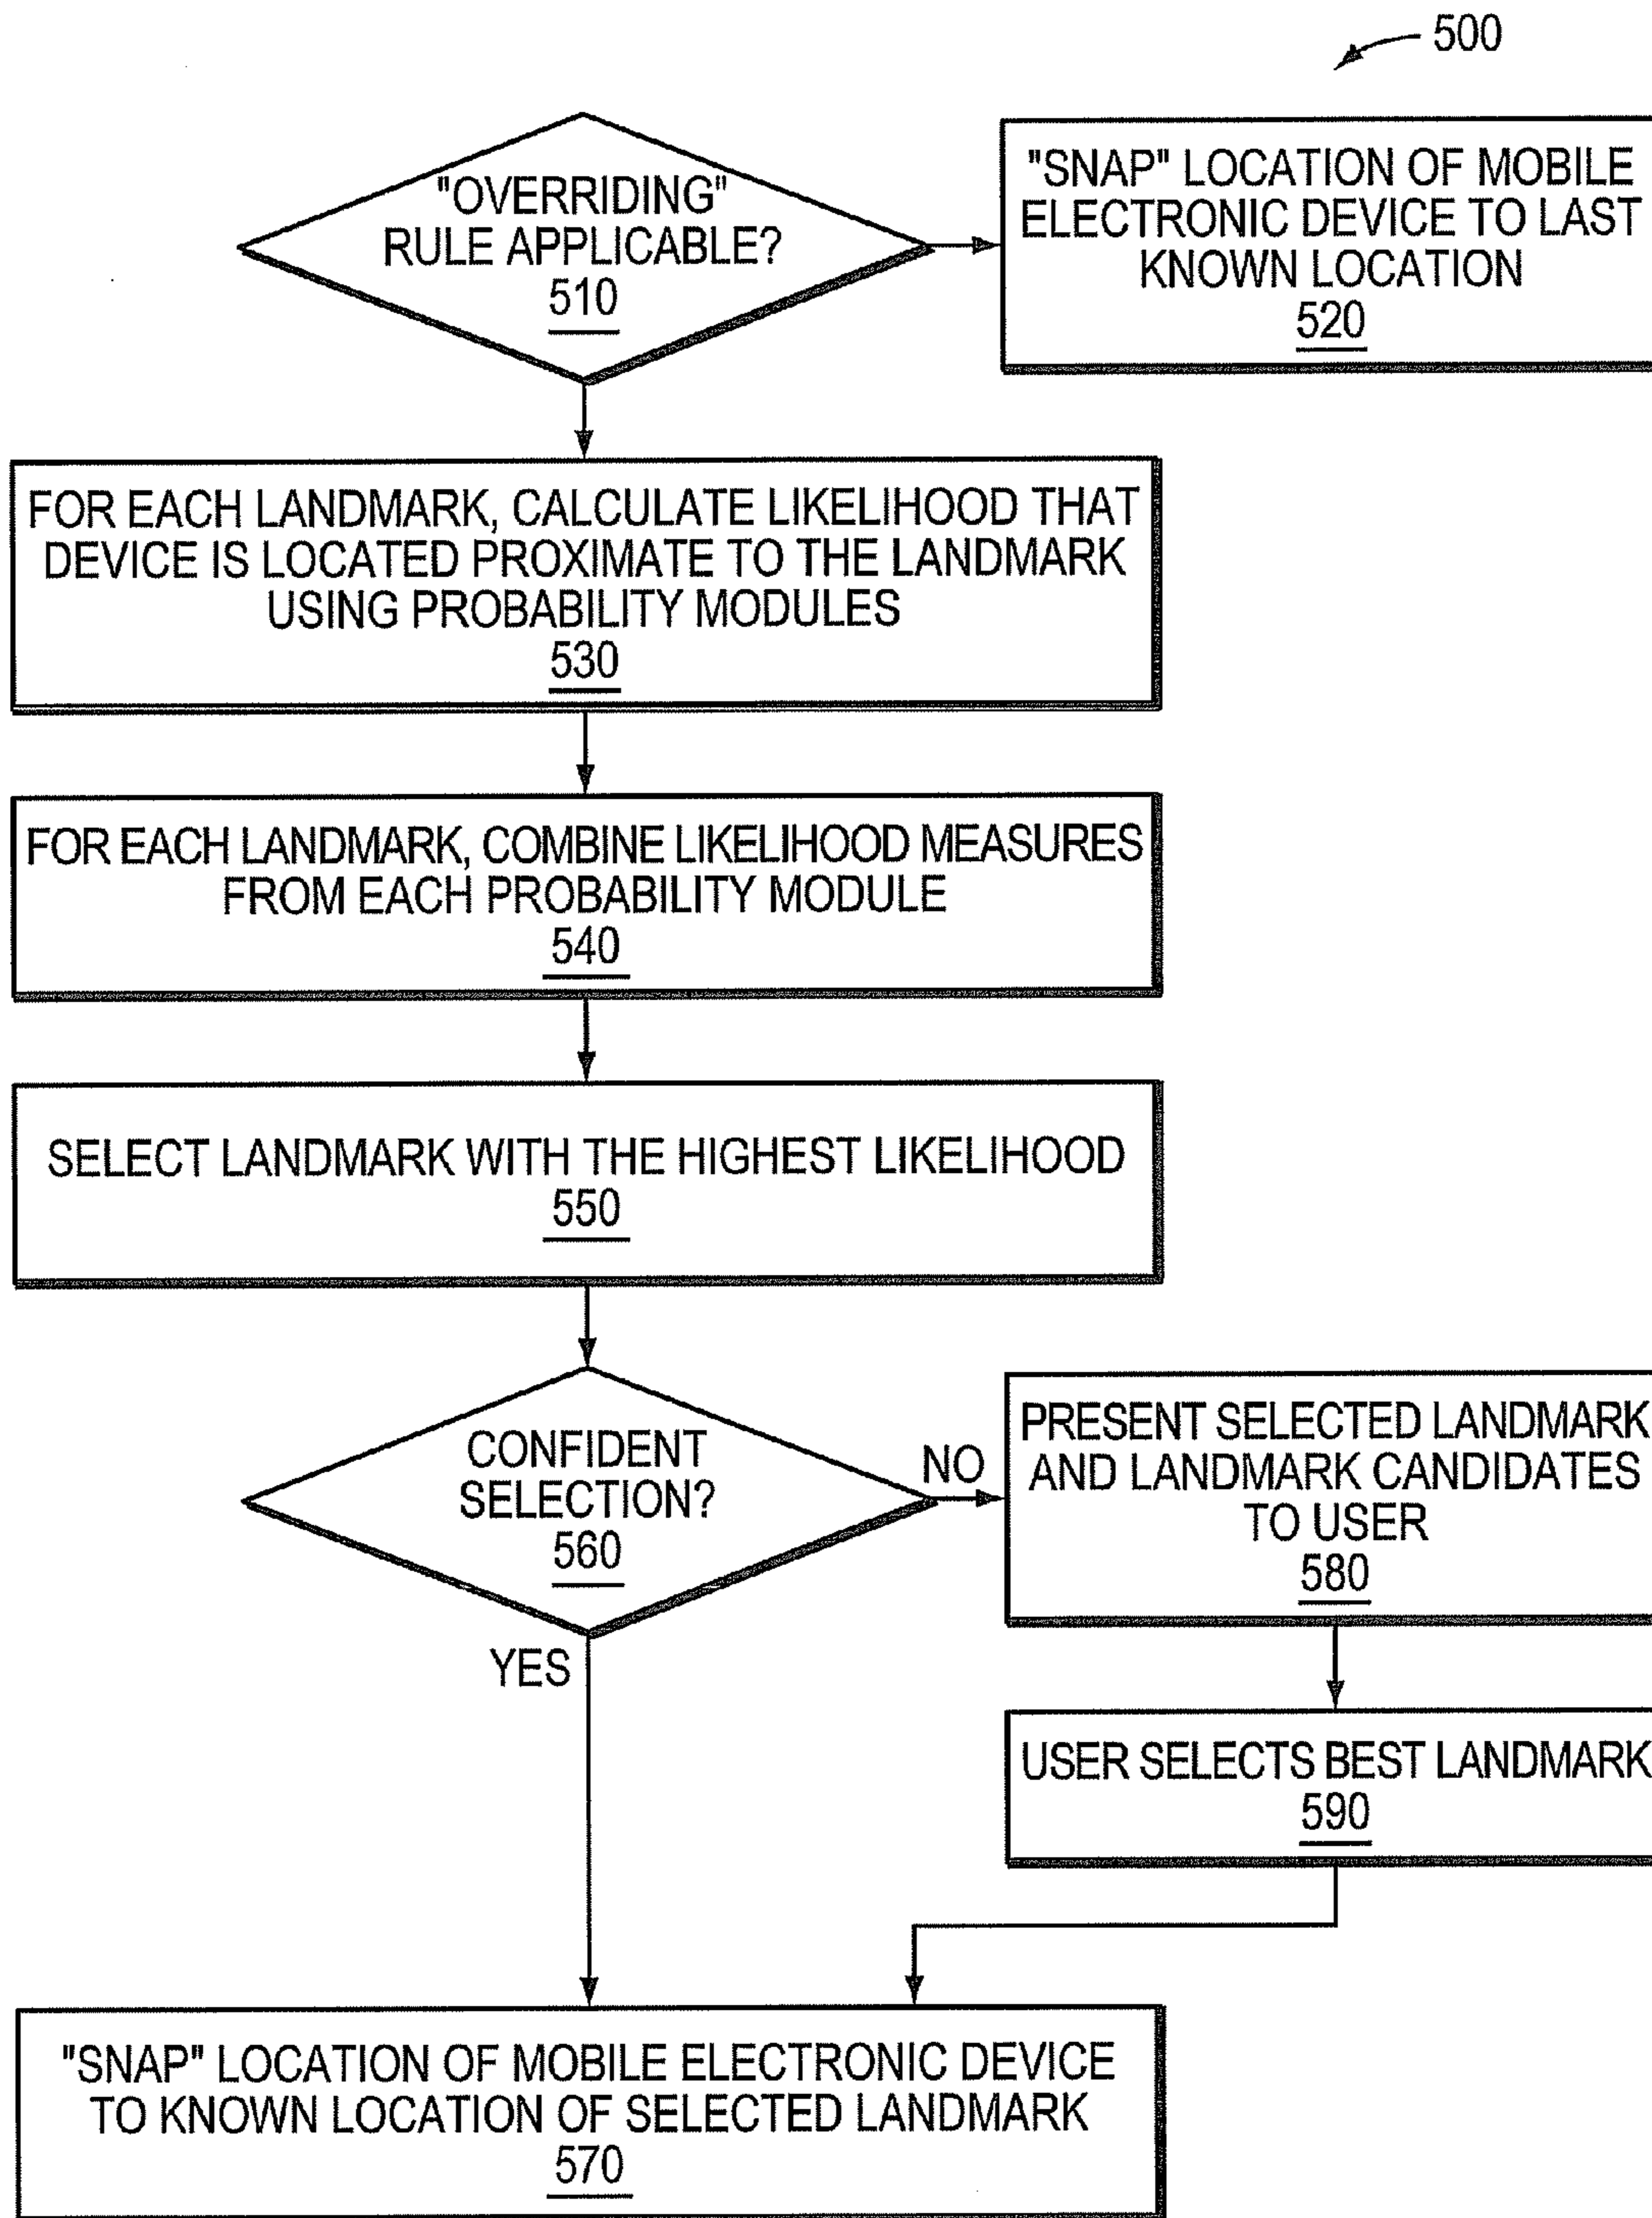 500
"OVERRIDING"
RULE APPLICABLE?
510
"SNAP" LOCATION OF MOBILE
ELECTRONIC DEVICE TO LAST
KNOWN LOCATION
520
FOR EACH LANDMARK, CALCULATE LIKELIHOOD THAT
DEVICE IS LOCATED PROXIMATE TO THE LANDMARK
USING PROBABILITY MODULES
530
FOR EACH LANDMARK, COMBINE LIKELIHOOD MEASURES
FROM EACH PROBABILITY MODULE
540
SELECT LANDMARK WITH THE HIGHEST LIKELIHOOD
550
CONFIDENT
SELECTION?
560
NO
PRESENT SELECTED LANDMARK
AND LANDMARK CANDIDATES
TO USER
580
YES
USER SELECTS BEST LANDMARK
590
"SNAP" LOCATION OF MOBILE ELECTRONIC DEVICE
TO KNOWN LOCATION OF SELECTED LANDMARK
570